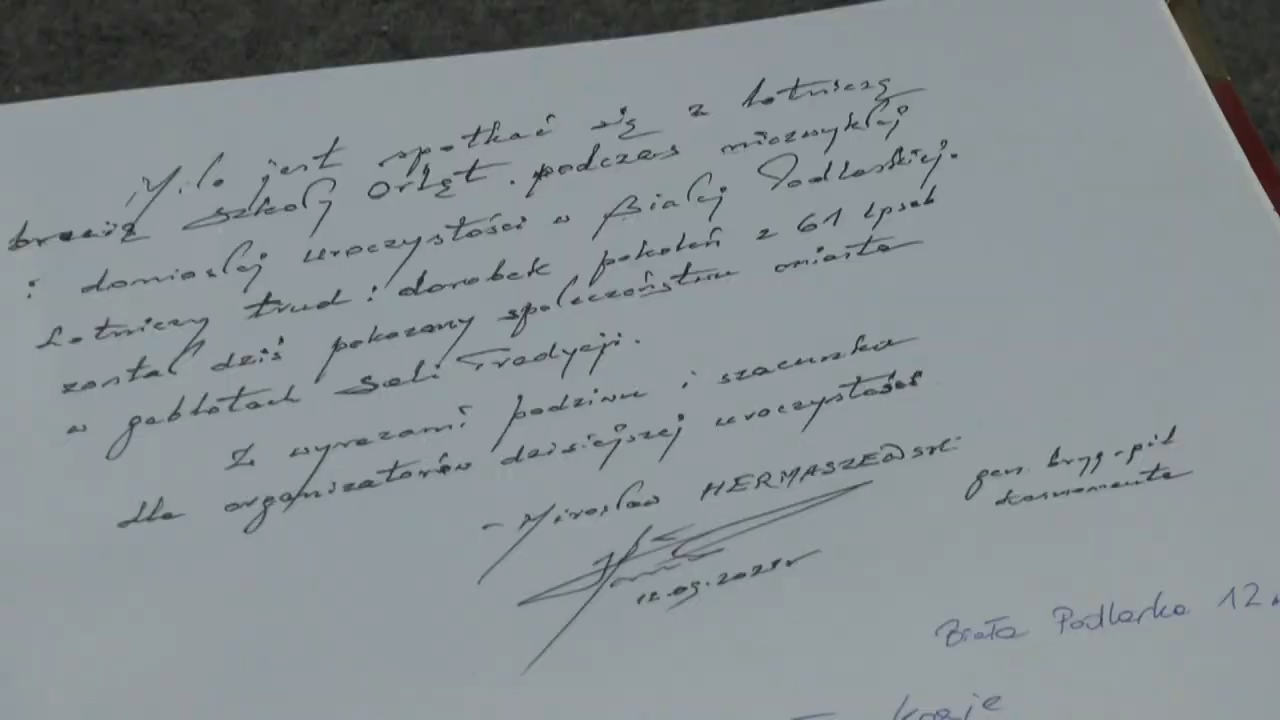 Miło jest spotkać się z lotniczą
bracią Szkoły Orląt. podczas niezwykłej
i doniosłej uroczystości w Białej Podlaskiej.
Lotniczy trud i dorobek pokoleń z 61 lpszb
został dziś pokazany społeczeństwu miasta
w gablotach Sali Tradycji.
Z wyrazami podziwu i szacunku
dla organizatorów dzisiejszej uroczystości
- Mirosław HERMASZEWSKI
gen. bryg-pil
kosmonauta
12.09.2021r
Biała Podlaska 12.